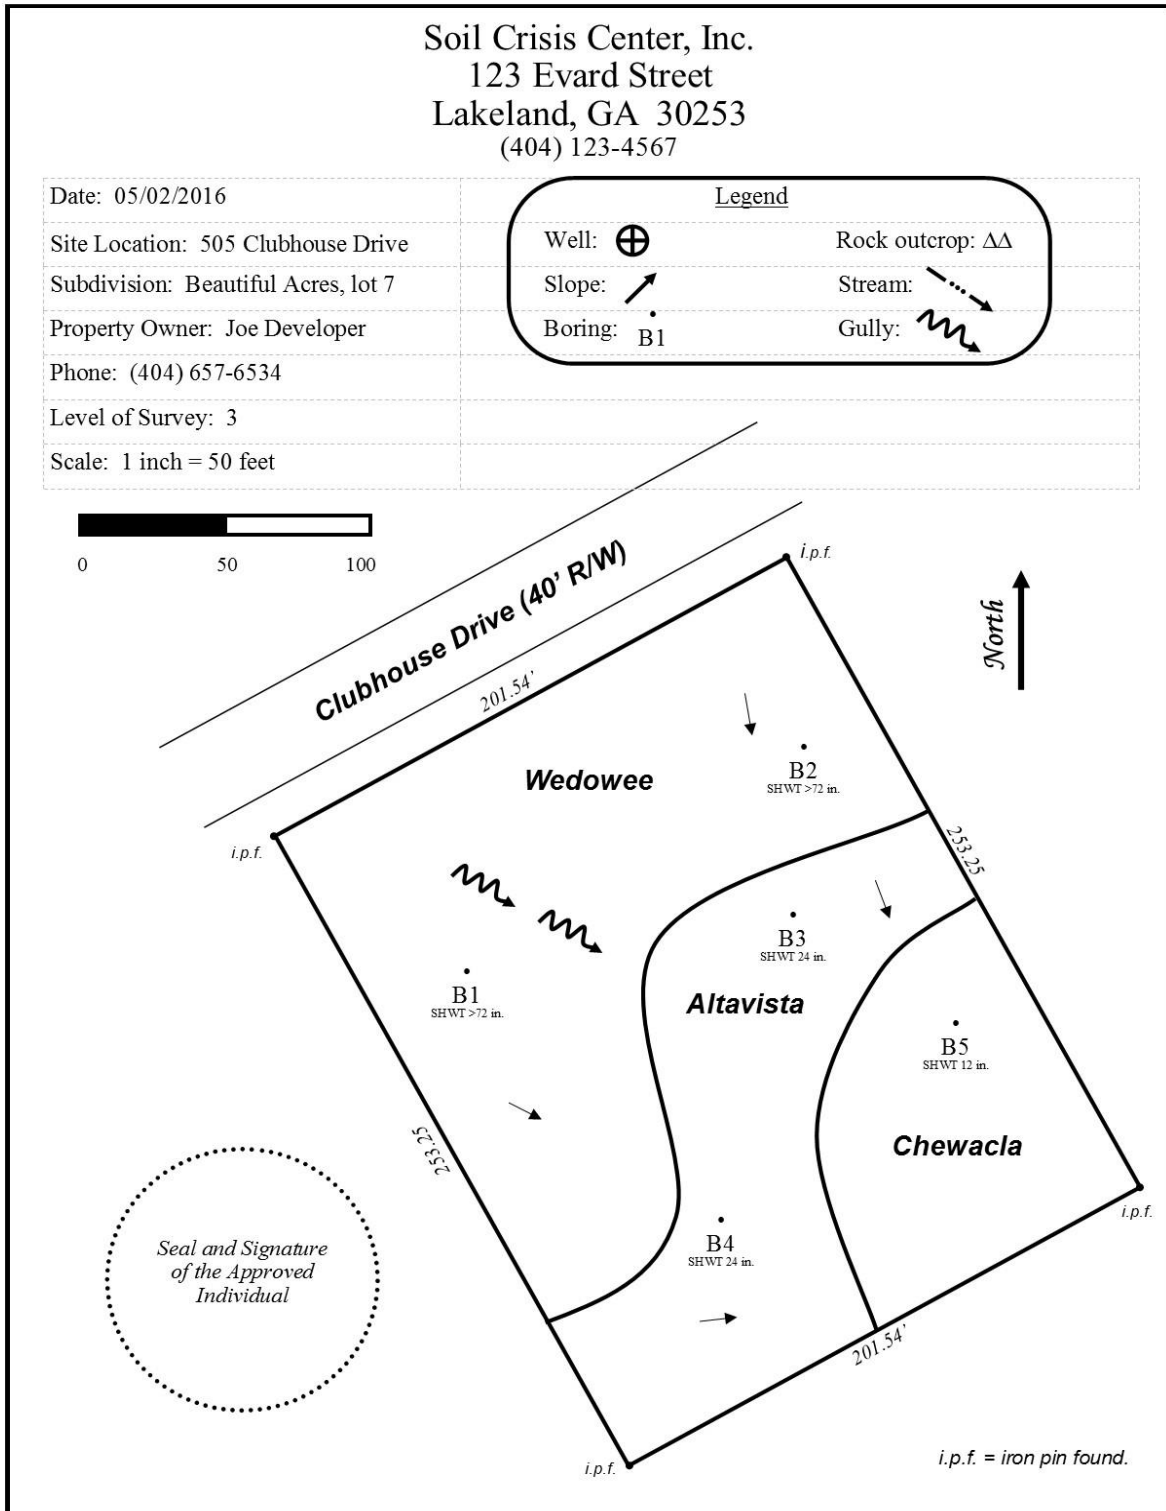 Soil Crisis Center, Inc.
123 Evard Street
Lakeland, GA  30253
(404) 123-4567
Date:  05/02/2016
Site Location:  505 Clubhouse Drive
Subdivision:  Beautiful Acres, lot 7
Property Owner:  Joe Developer
Phone:  (404) 657-6534
Level of Survey:  3
Scale:  1 inch = 50 feet
Legend
Well:
Rock outcrop: ΔΔ
Slope:
Stream:
Boring:
B1
Gully:
0
50
100
Clubhouse Drive (40' R/W)
201.54'
i.p.f.
North
Wedowee
B2
SHWT >72 in.
i.p.f.
253.25
B3
SHWT 24 in.
B1
SHWT >72 in.
Altavista
B5
SHWT 12 in.
253.25
Chewacla
i.p.f.
B4
SHWT 24 in.
Seal and Signature
of the Approved
Individual
201.54'
i.p.f.
i.p.f. = iron pin found.